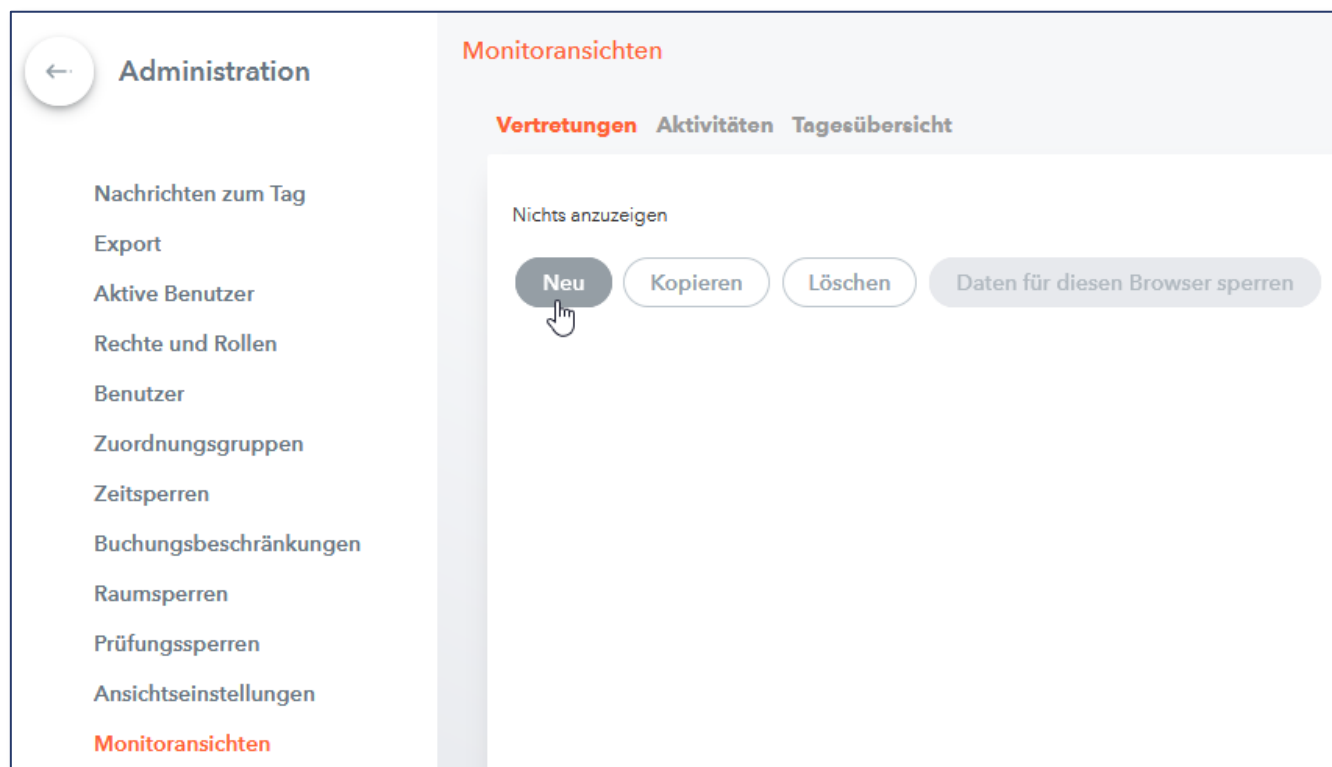 Administration
Nachrichten zum Tag
Export
Aktive Benutzer
Rechte und Rollen
Benutzer
Zuordnungsgruppen
Zeitsperren
Buchungsbeschränkungen
Raumsperren
Prüfungssperren
Ansichtseinstellungen
Monitoransichten
Monitoransichten
Vertretungen Aktivitäten Tagesübersicht
Nichts anzuzeigen
Neu Kopieren Löschen Daten für diesen Browser sperren